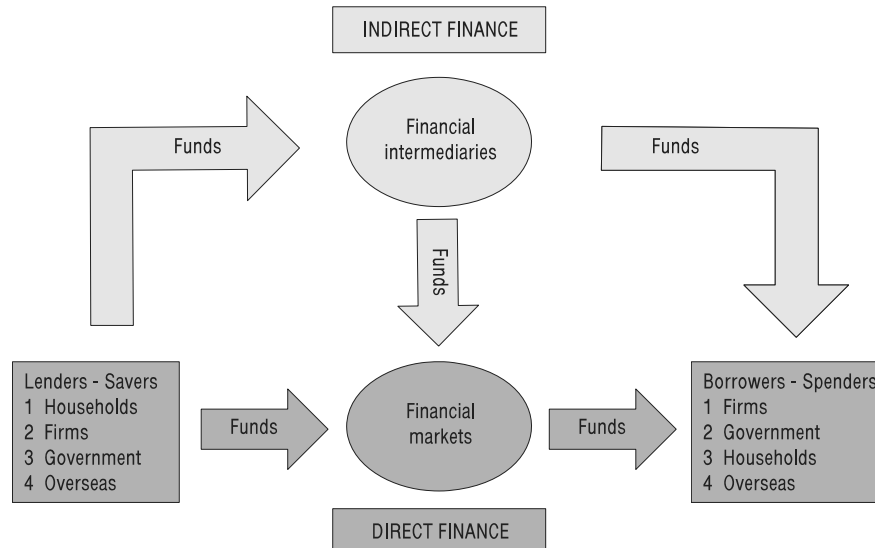 INDIRECT FINANCE
Financial
intermediaries
Funds
Funds
Funds
Lenders - Savers
1 Households
2 Firms
3 Government
4 Overseas
Funds
Financial
markets
Funds
Borrowers - Spenders
1 Firms
2 Government
3 Households
4 Overseas
DIRECT FINANCE